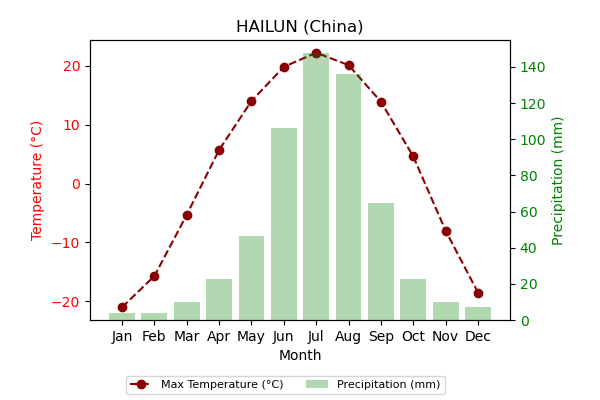 HAILUN (China)
20
10
0
−10
−20
Temperature (°C)
140
120
100
80
60
40
20
0
Precipitation (mm)
Jan Feb Mar Apr May Jun Jul Aug Sep Oct Nov Dec
Month
Max Temperature (°C) Precipitation (mm)